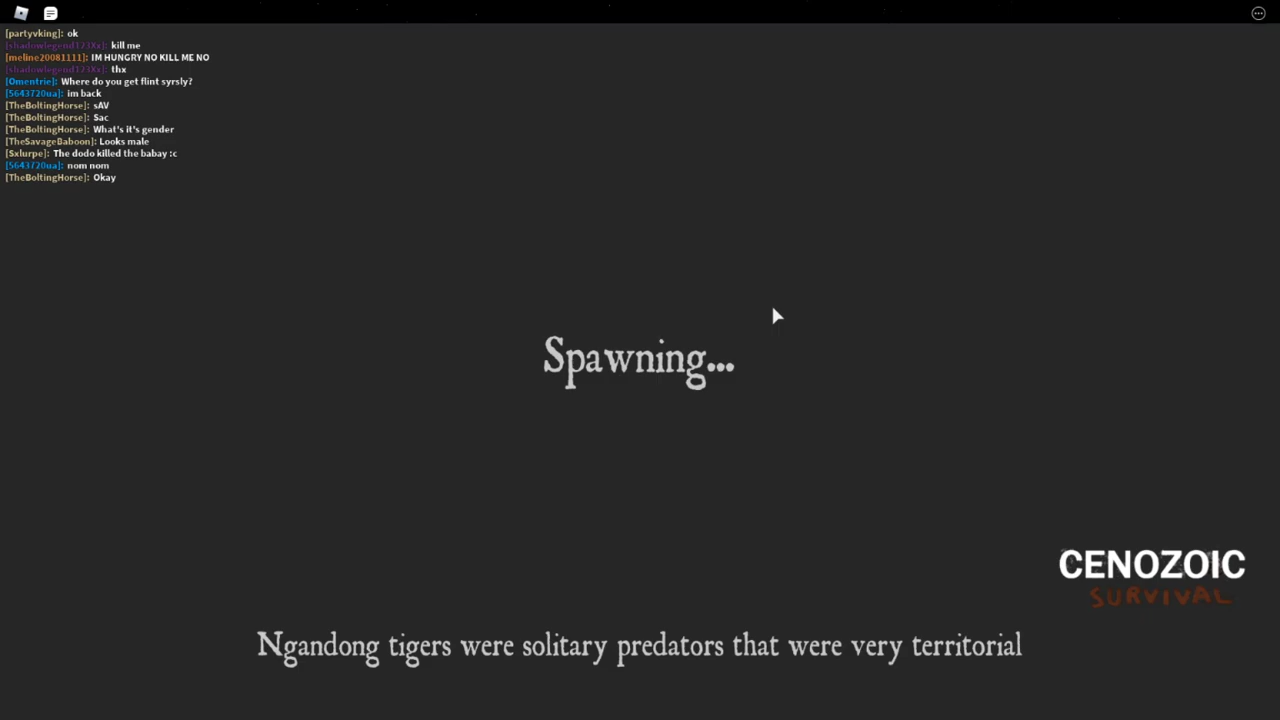 [partyvking]: ok
[shadowlegend123Xx]: kill me
[meline20081111]: IM HUNGRY NO KILL ME NO
[shadowlegend123Xx]: thx
[Omentrie]: Where do you get flint syrsly?
[5643720ua]: im back
[TheBoltingHorse]: sAV
[TheBoltingHorse]: Sac
[TheBoltingHorse]: What's it's gender
[TheSavageBaboon]: Looks male
[Sxlurpe]: The dodo killed the babay :c
[5643720ua]: nom nom
[TheBoltingHorse]: Okay
Spawning...
CENOZOIC
SURVIVAL
Ngandong tigers were solitary predators that were very territorial